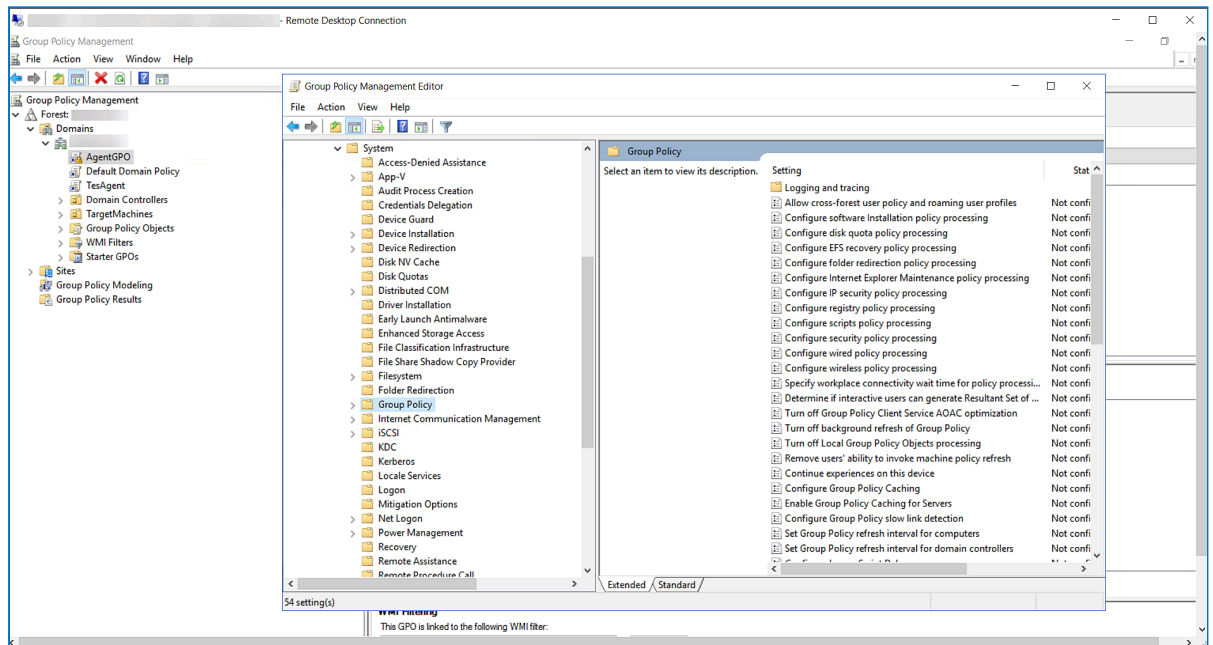 - Remote Desktop Connection
Group Policy Management
File Action View Window Help
Group Policy Management
Forest:
Domains
AgentGPO
Default Domain Policy
TesAgent
Domain Controllers
TargetMachines
Group Policy Objects
WMI Filters
Starter GPOs
Sites
Group Policy Modeling
Group Policy Results
Group Policy Management Editor
File Action View Help
System
Access-Denied Assistance
App-V
Audit Process Creation
Credentials Delegation
Device Guard
Device Installation
Device Redirection
Disk NV Cache
Disk Quotas
Distributed COM
Driver Installation
Early Launch Antimalware
Enhanced Storage Access
File Classification Infrastructure
File Share Shadow Copy Provider
Filesystem
Folder Redirection
Group Policy
Internet Communication Management
iSCSI
KDC
Kerberos
Locale Services
Logon
Mitigation Options
Net Logon
Power Management
Recovery
Remote Assistance
Remote Procedure Call
Group Policy
Select an item to view its description.
Setting Stat
Logging and tracing
Allow cross-forest user policy and roaming user profiles Not confi
Configure software Installation policy processing Not confi
Configure disk quota policy processing Not confi
Configure EFS recovery policy processing Not confi
Configure folder redirection policy processing Not confi
Configure Internet Explorer Maintenance policy processing Not confi
Configure IP security policy processing Not confi
Configure registry policy processing Not confi
Configure scripts policy processing Not confi
Configure security policy processing Not confi
Configure wired policy processing Not confi
Configure wireless policy processing Not confi
Specify workplace connectivity wait time for policy processi... Not confi
Determine if interactive users can generate Resultant Set of ... Not confi
Turn off Group Policy Client Service AOAC optimization Not confi
Turn off background refresh of Group Policy Not confi
Turn off Local Group Policy Objects processing Not confi
Remove users' ability to invoke machine policy refresh Not confi
Continue experiences on this device Not confi
Configure Group Policy Caching Not confi
Enable Group Policy Caching for Servers Not confi
Configure Group Policy slow link detection Not confi
Set Group Policy refresh interval for computers Not confi
Set Group Policy refresh interval for domain controllers Not confi
Extended Standard
54 setting(s)
WMI Filtering
This GPO is linked to the following WMI filter: